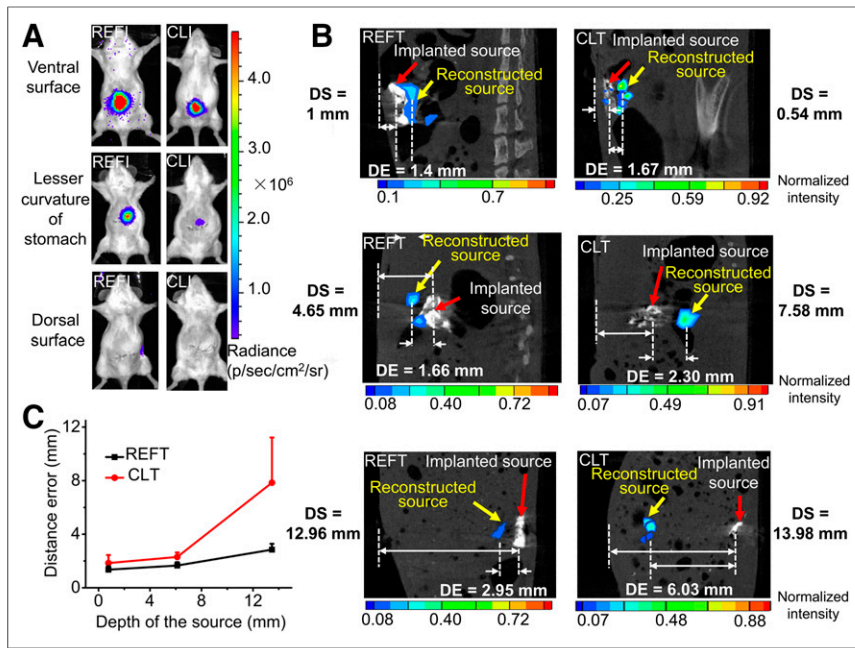 A
REFI
CLI
Ventral
surface
Lesser
curvature
of
stomach
REFI
CLI
Dorsal
surface
REFI
CLI
4.0
3.0
×10⁶
2.0
1.0
Radiance
(p/sec/cm²/sr)
B
DS =
1 mm
REFT
Implanted source
Reconstructed
source
DE = 1.4 mm
0.1
0.7
CLT
Implanted source
Reconstructed
source
DE = 1.67 mm
0.25
0.59
0.92
DS =
0.54 mm
Normalized
intensity
DS =
4.65 mm
REFT
Reconstructed
source
Implanted
source
DE = 1.66 mm
0.08
0.40
0.72
CLT
Implanted source
Reconstructed
source
DE = 2.30 mm
0.07
0.49
0.91
DS =
7.58 mm
Normalized
intensity
DS =
12.96 mm
REFT
Implanted source
Reconstructed
source
DE = 2.95 mm
0.08
0.40
0.72
CLT
Reconstructed
source
Implanted
source
DE = 6.03 mm
0.07
0.48
0.88
DS =
13.98 mm
Normalized
intensity
C
Distance error (mm)
12
10
8
6
4
2
0
REFT
CLT
0
4
8
12
Depth of the source (mm)